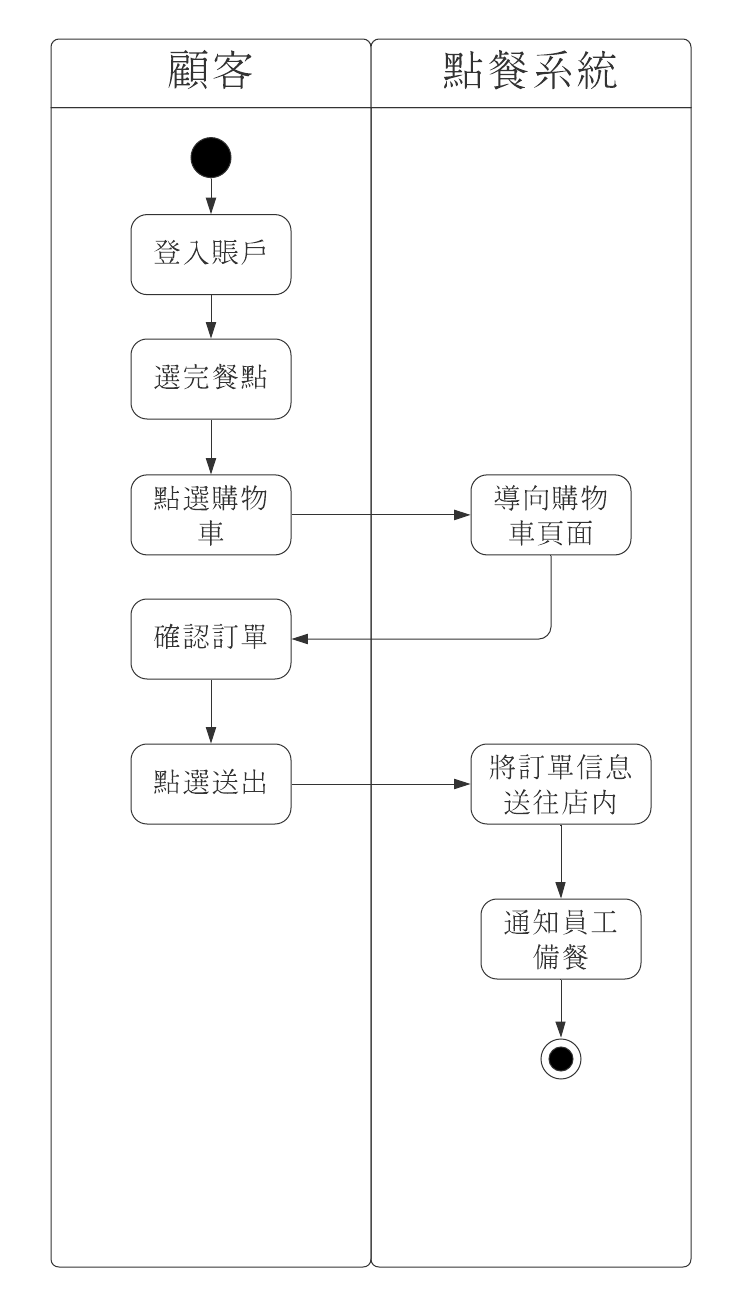 顧客
點餐系統
登入賬戶
選完餐點
點選購物
車
導向購物
車頁面
確認訂單
點選送出
將訂單信息
送往店内
通知員工
備餐